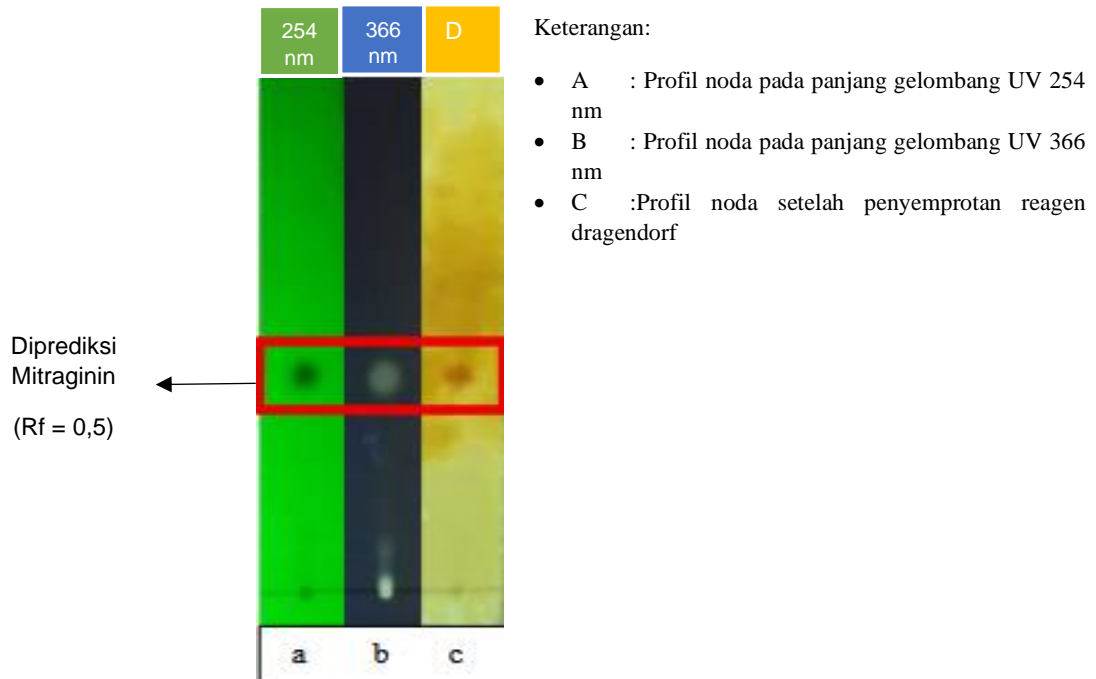 254
nm
366
nm
D
Keterangan:
• A : Profil noda pada panjang gelombang UV 254
nm
• B : Profil noda pada panjang gelombang UV 366
nm
• C :Profil noda setelah penyemprotan reagen
dragendorf
Diprediksi
Mitraginin
(Rf = 0,5)
a b c